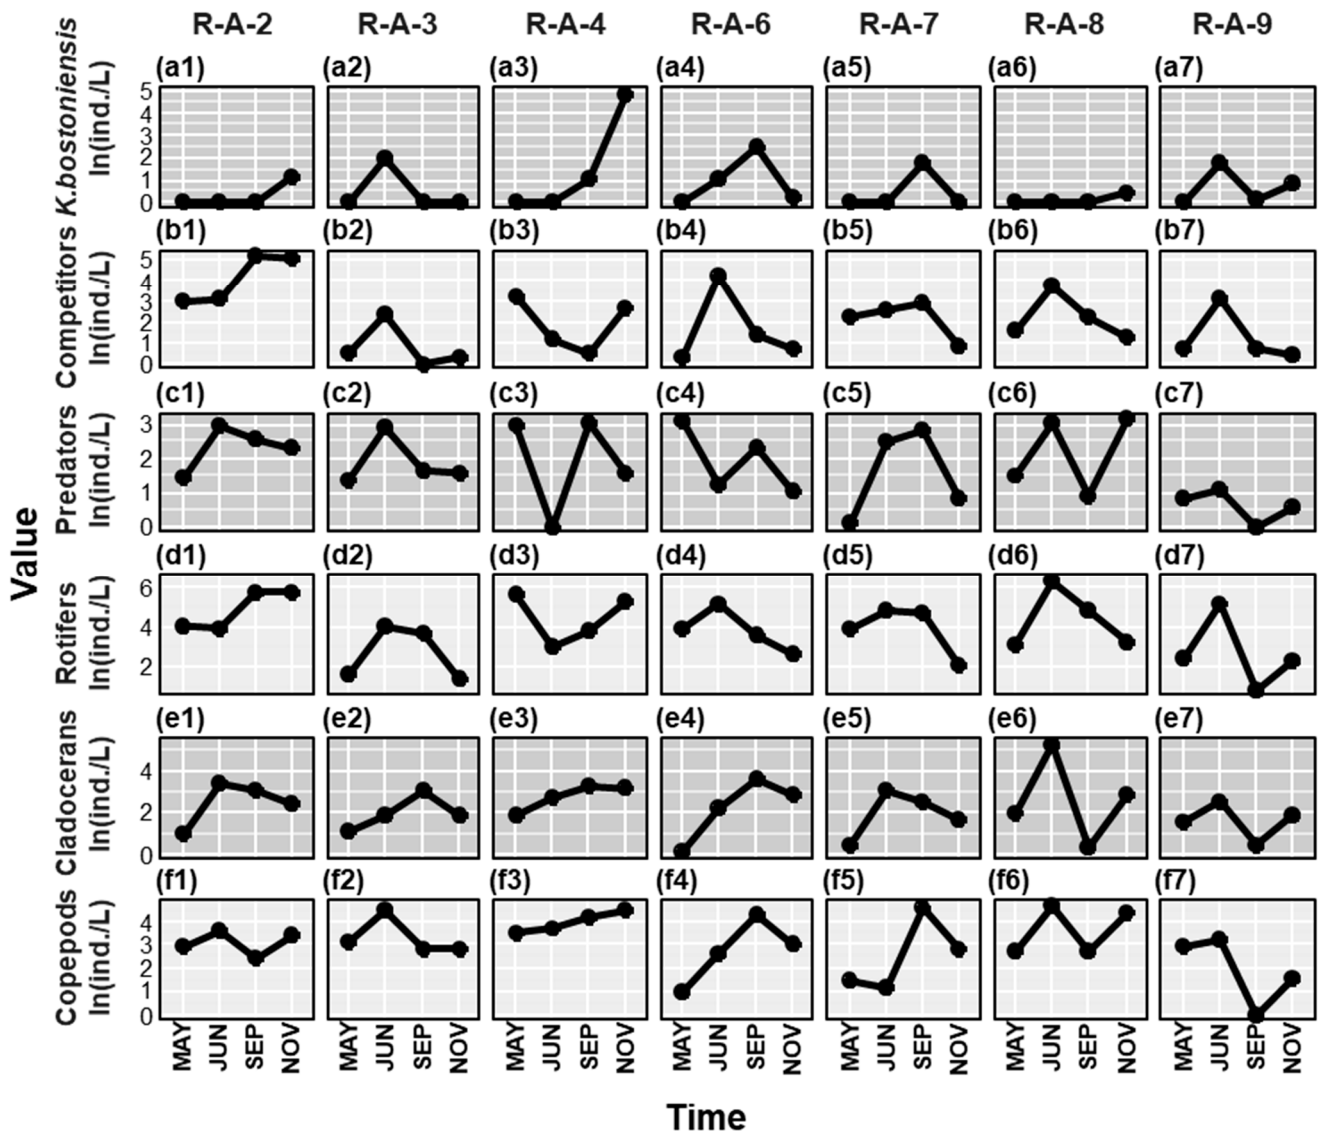 R-A-2 R-A-3 R-A-4 R-A-6 R-A-7 R-A-8 R-A-9
(a1) (a2) (a3) (a4) (a5) (a6) (a7)
K.bostoniensis
ln(ind./L)
5
4
3
2
1
0
(b1) (b2) (b3) (b4) (b5) (b6) (b7)
Competitors
ln(ind./L)
5
4
3
2
1
0
(c1) (c2) (c3) (c4) (c5) (c6) (c7)
Predators
ln(ind./L)
3
2
1
0
Value
(d1) (d2) (d3) (d4) (d5) (d6) (d7)
Rotifers
ln(ind./L)
6
4
2
(e1) (e2) (e3) (e4) (e5) (e6) (e7)
Cladocerans
ln(ind./L)
4
2
0
(f1) (f2) (f3) (f4) (f5) (f6) (f7)
Copepods
ln(ind./L)
4
3
2
1
0
MAY JUN SEP NOV MAY JUN SEP NOV MAY JUN SEP NOV MAY JUN SEP NOV MAY JUN SEP NOV MAY JUN SEP NOV MAY JUN SEP NOV
Time